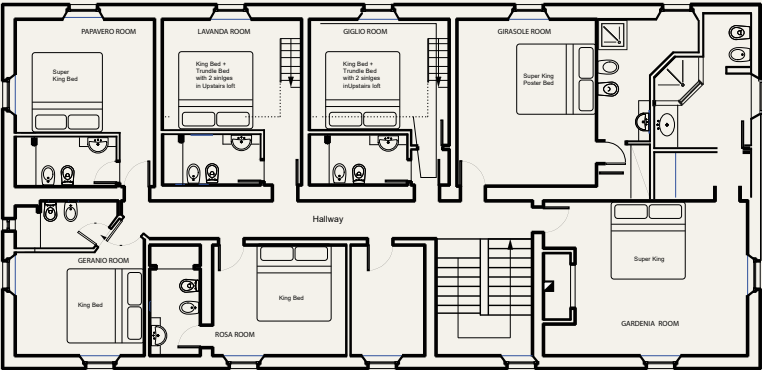 PAPAVERO ROOM
Super
King Bed
LAVANDA ROOM
King Bed +
Trundle Bed
with 2 sinlges
in Upstairs loft
GIGLIO ROOM
King Bed +
Trundle Bed
with 2 sinlges
inUpstairs loft
GIRASOLE ROOM
Super King
Poster Bed
Hallway
GERANIO ROOM
King Bed
ROSA ROOM
King Bed
Super King
GARDENIA ROOM